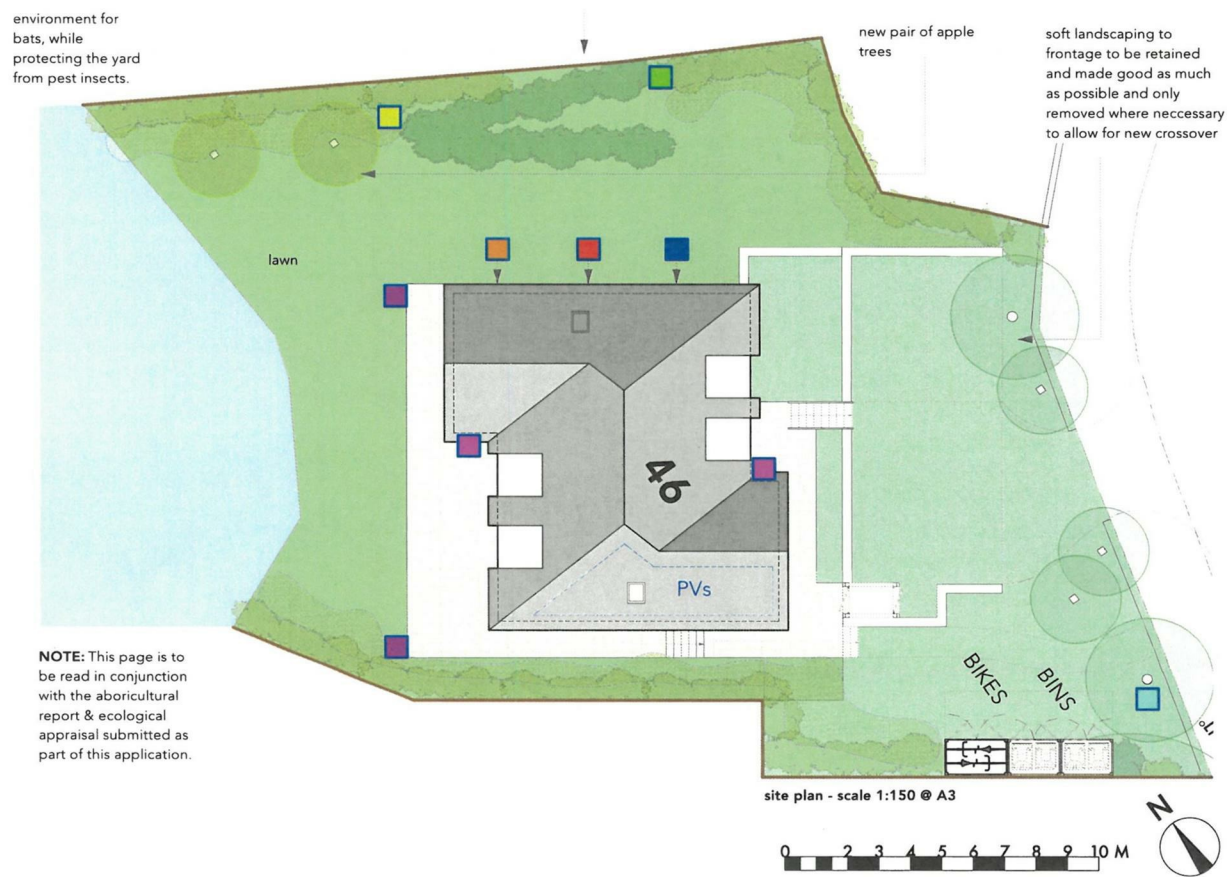 environment for
bats, while
protecting the yard
from pest insects.
new pair of apple
trees
soft landscaping to
frontage to be retained
and made good as much
as possible and only
removed where neccessary
to allow for new crossover
lawn
46
PVs
NOTE: This page is to
be read in conjunction
with the aboricultural
report & ecological
appraisal submitted as
part of this application.
BIKES
BINS
site plan - scale 1:150 @ A3
0 2 3 4 5 6 7 8 9 10 M
N